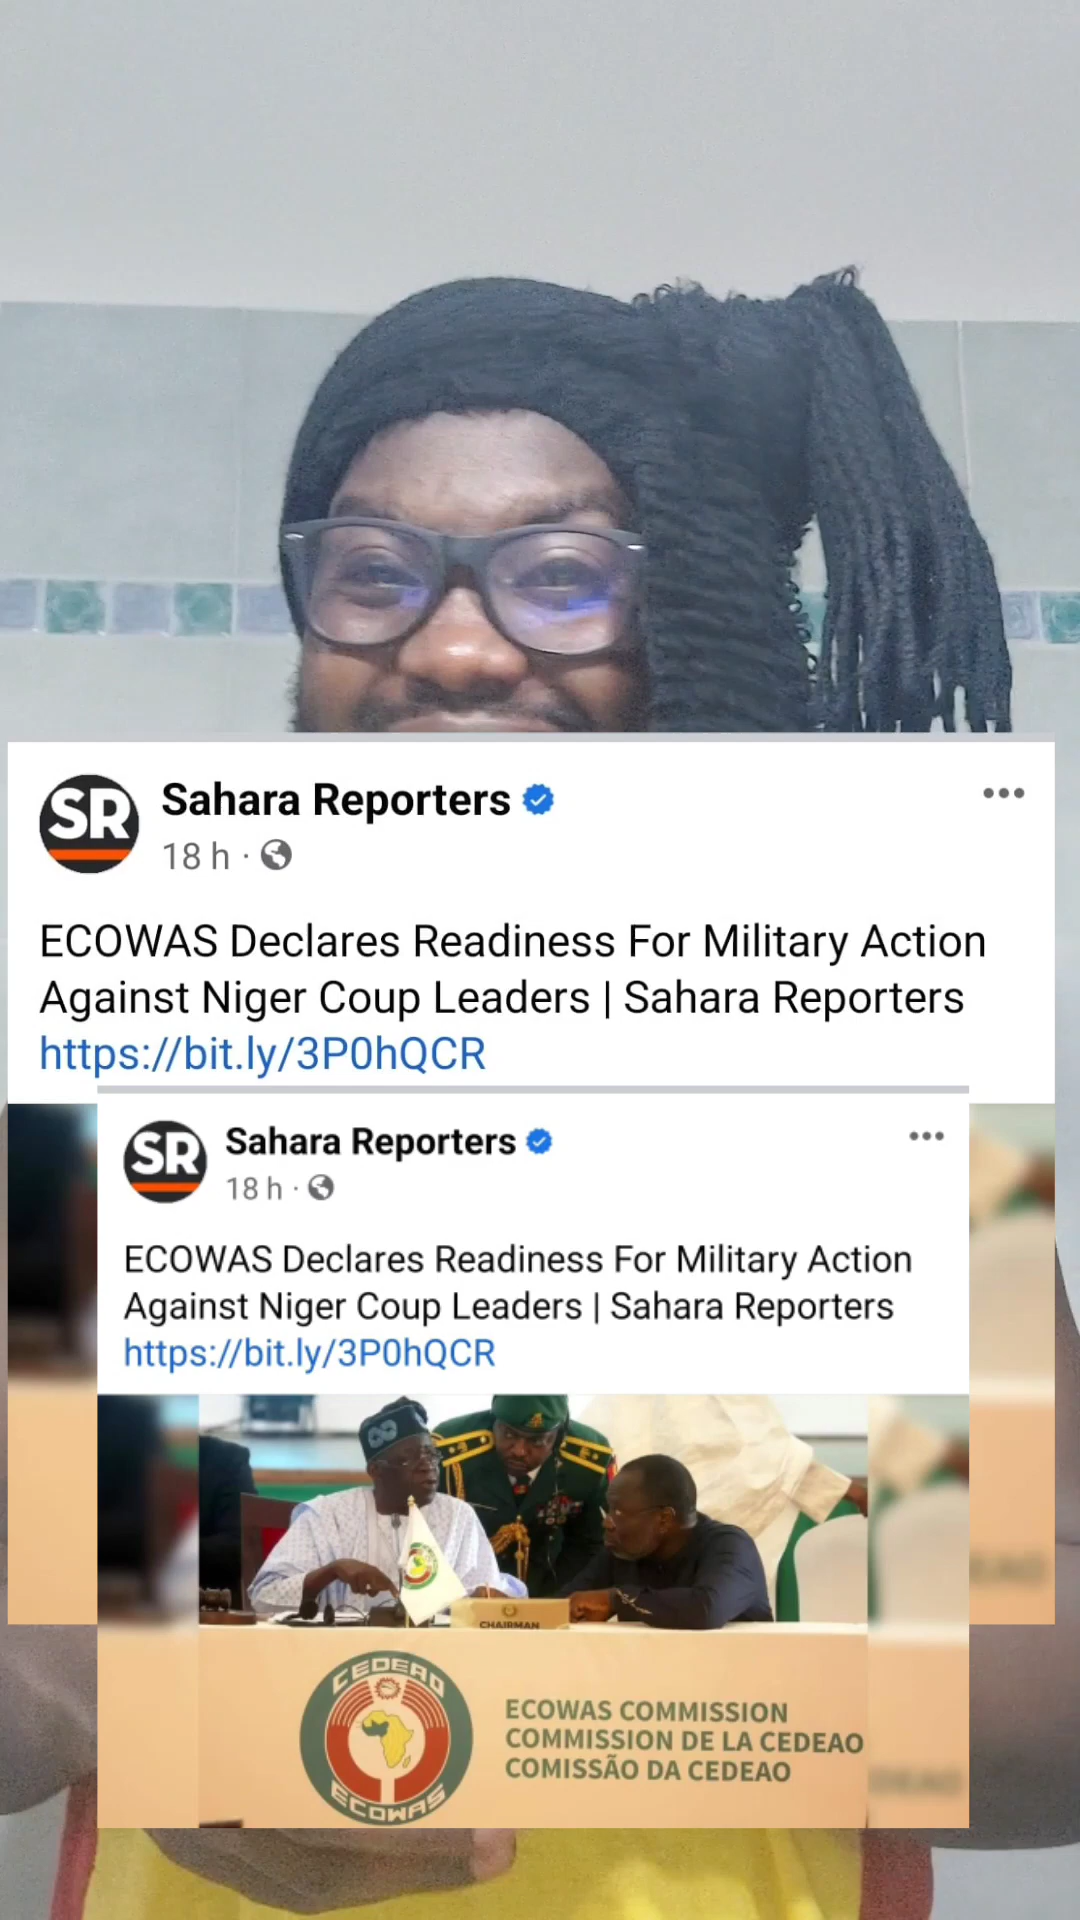 SR
Sahara Reporters
18 h ·
ECOWAS Declares Readiness For Military Action
Against Niger Coup Leaders | Sahara Reporters
https://bit.ly/3P0hQCR
SR
Sahara Reporters
18 h ·
ECOWAS Declares Readiness For Military Action
Against Niger Coup Leaders | Sahara Reporters
https://bit.ly/3P0hQCR
CHAIRMAN
CEDEAO
ECOWAS COMMISSION
COMMISSION DE LA CEDEAO
COMISSÃO DA CEDEAO
ECOWAS